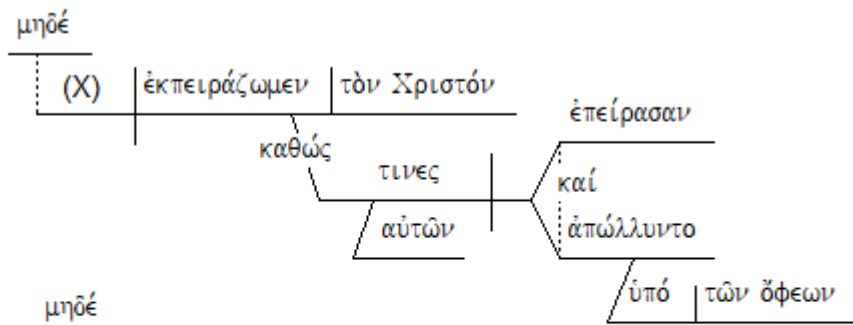 μηδέ
(X) ἐκπειράζωμεν τὸν Χριστόν
ἐπείρασαν
καθώς
τινες
καί
αὐτῶν
ἀπώλλυντο
ὑπό τῶν ὄφεων
μηδέ